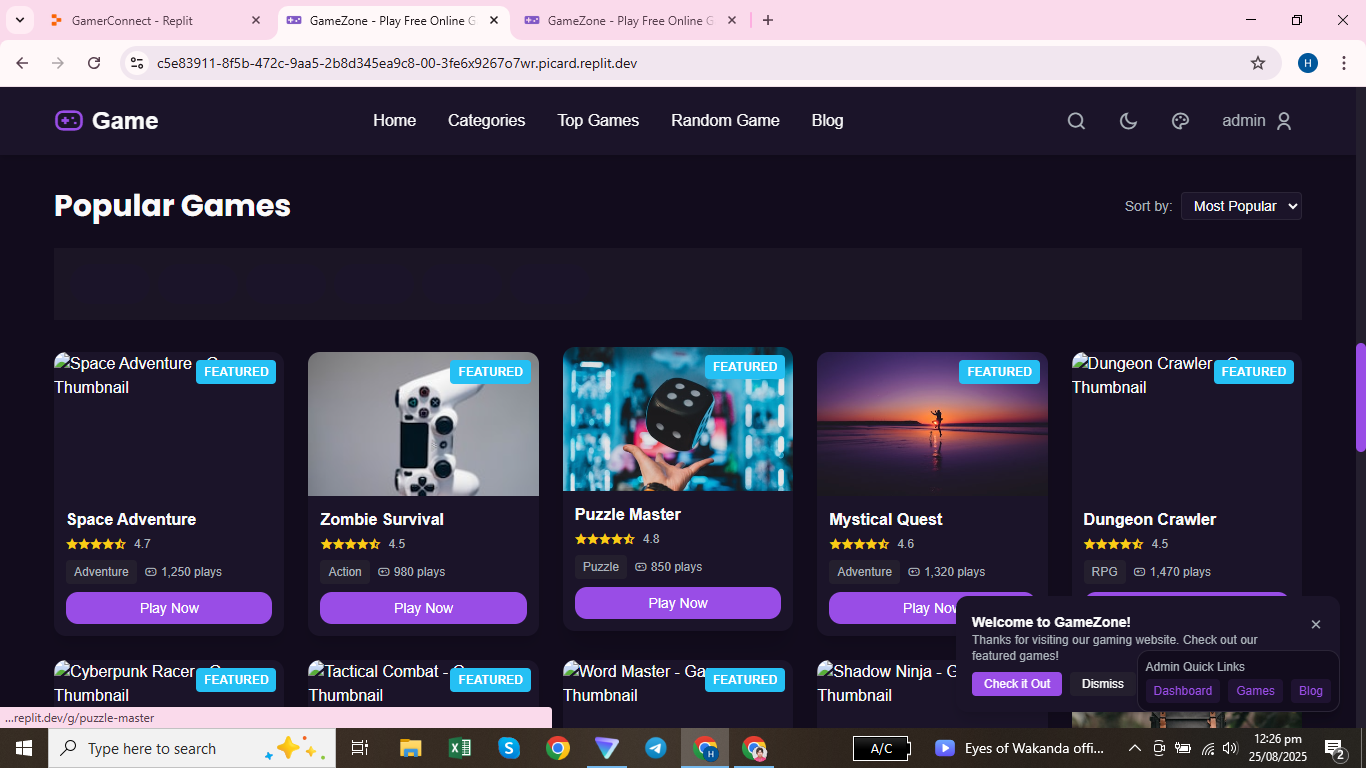 GamerConnect - Replit
GameZone - Play Free Online G
GameZone - Play Free Online G
c5e83911-8f5b-472c-9aa5-2b8d345ea9c8-00-3fe6x9267o7wr.picard.replit.dev
H
Game
Home
Categories
Top Games
Random Game
Blog
admin
Popular Games
Sort by:
Most Popular
Space Adventure - G
Thumbnail
FEATURED
FEATURED
FEATURED
FEATURED
Dungeon Crawler - G
Thumbnail
FEATURED
Space Adventure
4.7
Adventure
1,250 plays
Play Now
Zombie Survival
4.5
Action
980 plays
Play Now
Puzzle Master
4.8
Puzzle
850 plays
Play Now
Mystical Quest
4.6
Adventure
1,320 plays
Play Now
Dungeon Crawler
4.5
RPG
1,470 plays
Cyberpunk Racer - G
Thumbnail
FEATURED
Tactical Combat - G
Thumbnail
FEATURED
Word Master - Ga
Thumbnail
FEATURED
Shadow Ninja - G
Thumbnail
Welcome to GameZone!
Thanks for visiting our gaming website. Check out our
featured games!
Check it Out
Dismiss
Admin Quick Links
Dashboard
Games
Blog
...replit.dev/g/puzzle-master
Type here to search
A/C
Eyes of Wakanda offi...
12:26 pm
25/08/2025
2